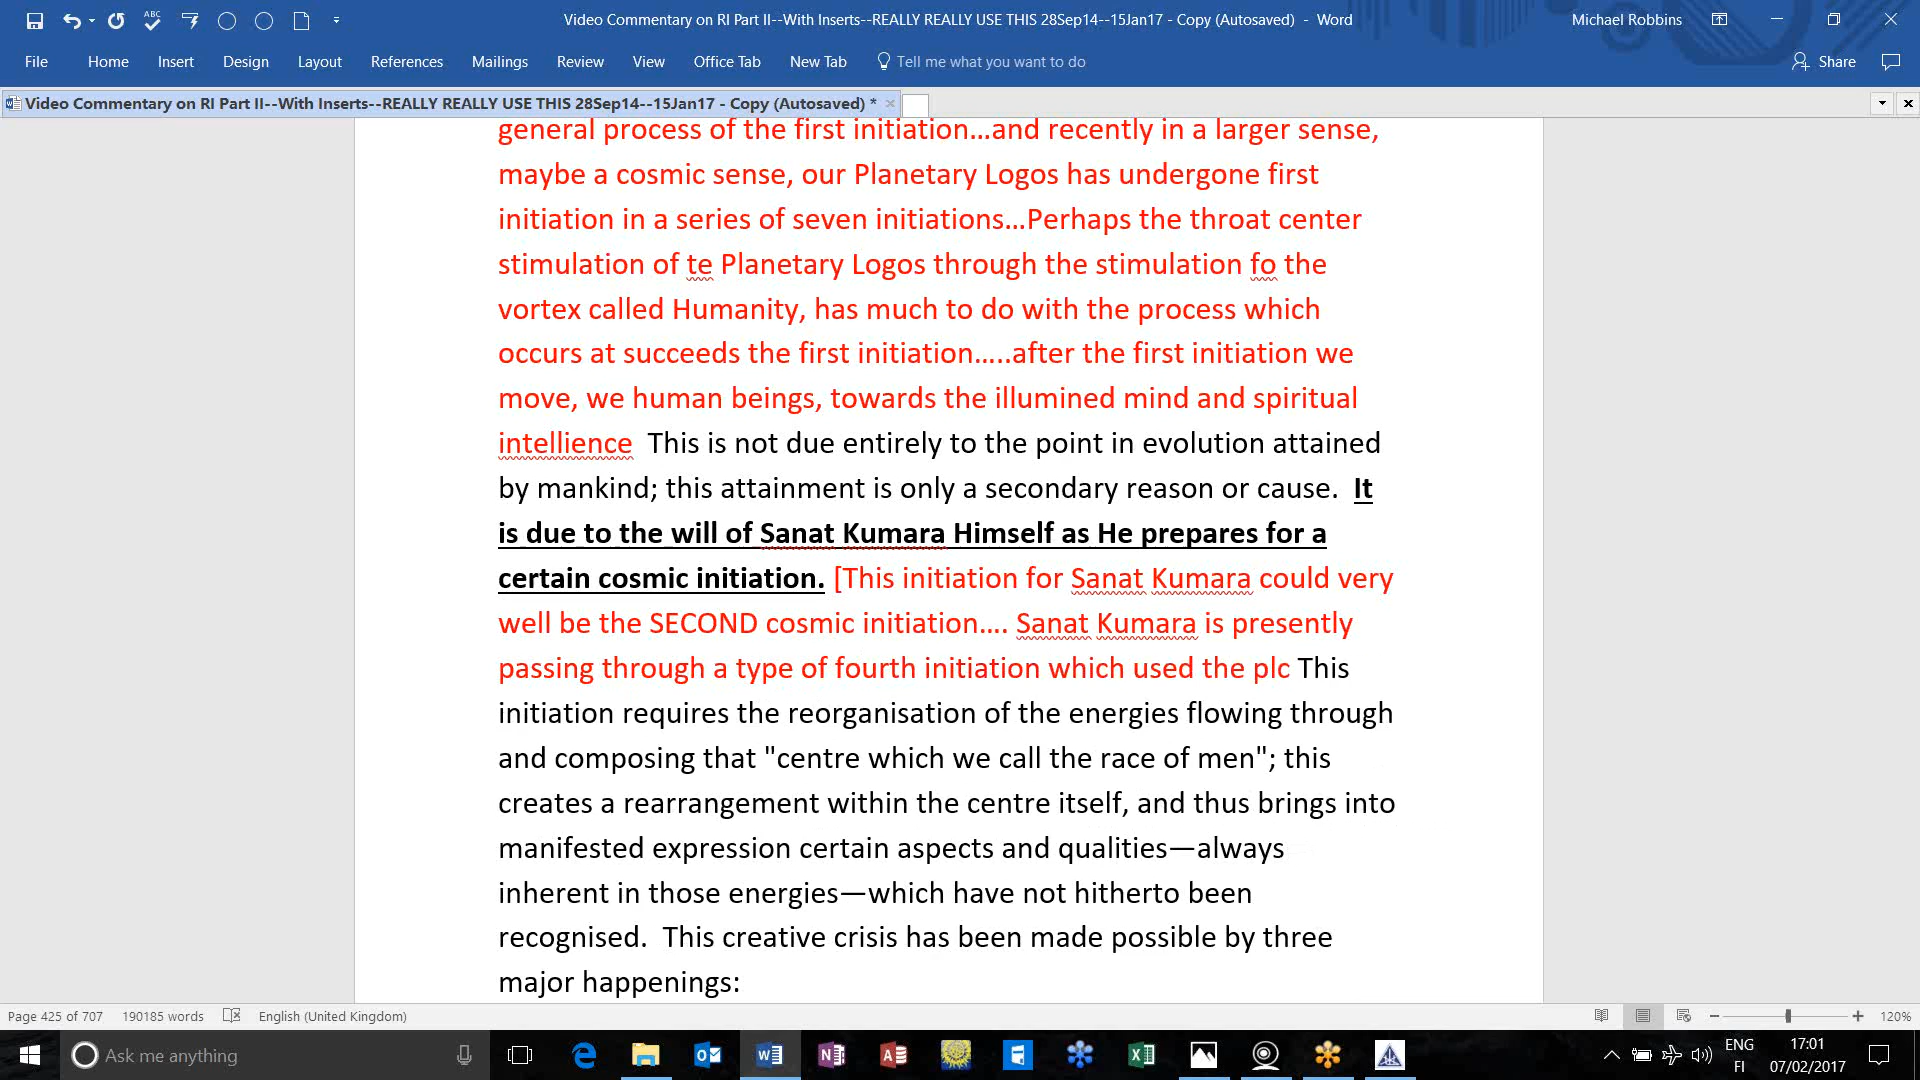 ABC
Video Commentary on RI Part II--With Inserts--REALLY REALLY USE THIS 28Sep14--15Jan17 - Copy (Autosaved) - Word
Michael Robbins
File Home Insert Design Layout References Mailings Review View Office Tab New Tab Tell me what you want to do Share
Video Commentary on RI Part II--With Inserts--REALLY REALLY USE THIS 28Sep14--15Jan17 - Copy (Autosaved) *
general process of the first initiation…and recently in a larger sense,
maybe a cosmic sense, our Planetary Logos has undergone first
initiation in a series of seven initiations…Perhaps the throat center
stimulation of te Planetary Logos through the stimulation fo the
vortex called Humanity, has much to do with the process which
occurs at succeeds the first initiation…..after the first initiation we
move, we human beings, towards the illumined mind and spiritual
intellience  This is not due entirely to the point in evolution attained
by mankind; this attainment is only a secondary reason or cause.  It
is due to the will of Sanat Kumara Himself as He prepares for a
certain cosmic initiation. [This initiation for Sanat Kumara could very
well be the SECOND cosmic initiation…. Sanat Kumara is presently
passing through a type of fourth initiation which used the plc This
initiation requires the reorganisation of the energies flowing through
and composing that "centre which we call the race of men"; this
creates a rearrangement within the centre itself, and thus brings into
manifested expression certain aspects and qualities—always
inherent in those energies—which have not hitherto been
recognised.  This creative crisis has been made possible by three
major happenings:
Page 425 of 707 190185 words English (United Kingdom) 120%
Ask me anything
ENG
FI
17:01
07/02/2017